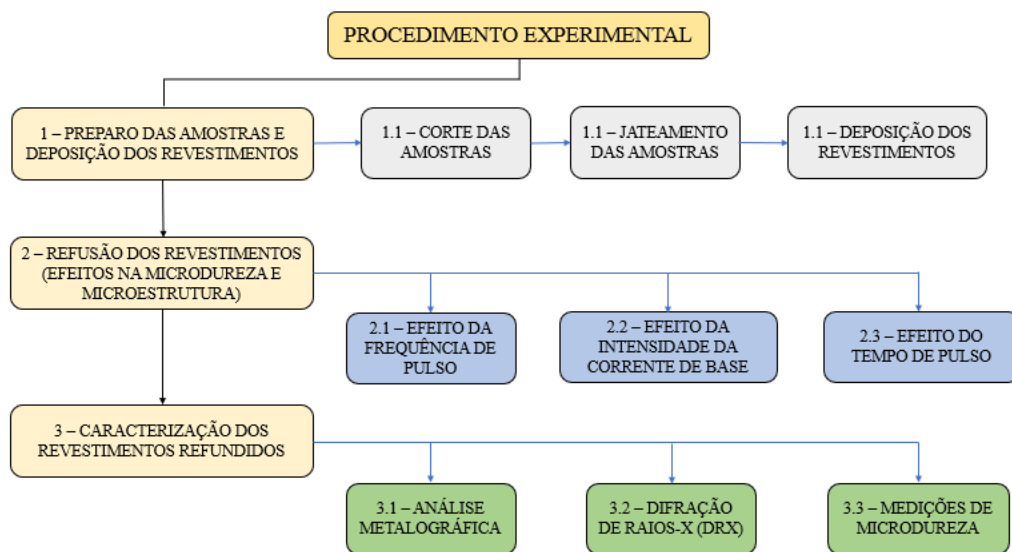 PROCEDIMENTO EXPERIMENTAL
1 – PREPARO DAS AMOSTRAS E
DEPOSIÇÃO DOS REVESTIMENTOS
1.1 – CORTE DAS
AMOSTRAS
1.1 – JATEAMENTO
DAS AMOSTRAS
1.1 – DEPOSIÇÃO DOS
REVESTIMENTOS
2 – REFUSÃO DOS REVESTIMENTOS
(EFEITOS NA MICRODUREZA E
MICROESTRUTURA)
2.1 – EFEITO DA
FREQUÊNCIA DE
PULSO
2.2 – EFEITO DA
INTENSIDADE DA
CORRENTE DE BASE
2.3 – EFEITO DO
TEMPO DE PULSO
3 – CARACTERIZAÇÃO DOS
REVESTIMENTOS REFUNDIDOS
3.1 – ANÁLISE
METALOGRÁFICA
3.2 – DIFRAÇÃO
DE RAIOS-X (DRX)
3.3 – MEDIÇÕES DE
MICRODUREZA